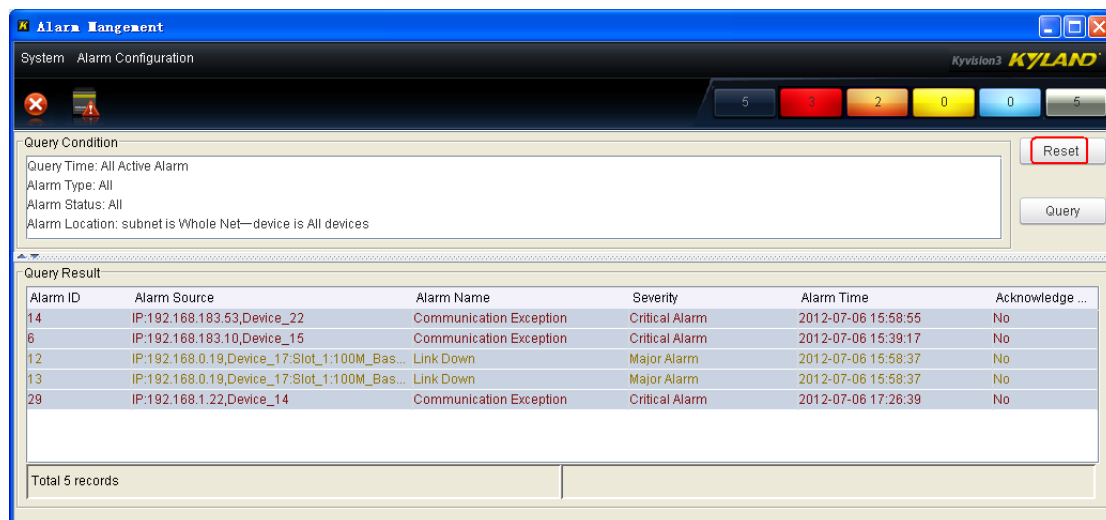 Alarm Mangement
System Alarm Configuration Kyvision3 KYLAND
5 3 2 0 0 5
Query Condition
Query Time: All Active Alarm
Alarm Type: All
Alarm Status: All
Alarm Location: subnet is Whole Net—device is All devices
Reset
Query
Query Result
Alarm ID Alarm Source Alarm Name Severity Alarm Time Acknowledge ...
14 IP:192.168.183.53,Device_22 Communication Exception Critical Alarm 2012-07-06 15:58:55 No
6 IP:192.168.183.10,Device_15 Communication Exception Critical Alarm 2012-07-06 15:39:17 No
12 IP:192.168.0.19,Device_17:Slot_1:100M_Bas... Link Down Major Alarm 2012-07-06 15:58:37 No
13 IP:192.168.0.19,Device_17:Slot_1:100M_Bas... Link Down Major Alarm 2012-07-06 15:58:37 No
29 IP:192.168.1.22,Device_14 Communication Exception Critical Alarm 2012-07-06 17:26:39 No
Total 5 records